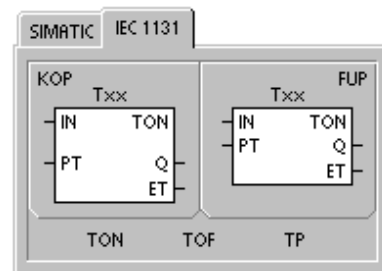 SIMATIC IEC 1131
KOP FUP
Txx Txx
IN TON IN TON
PT Q PT Q
ET ET
TON TOF TP